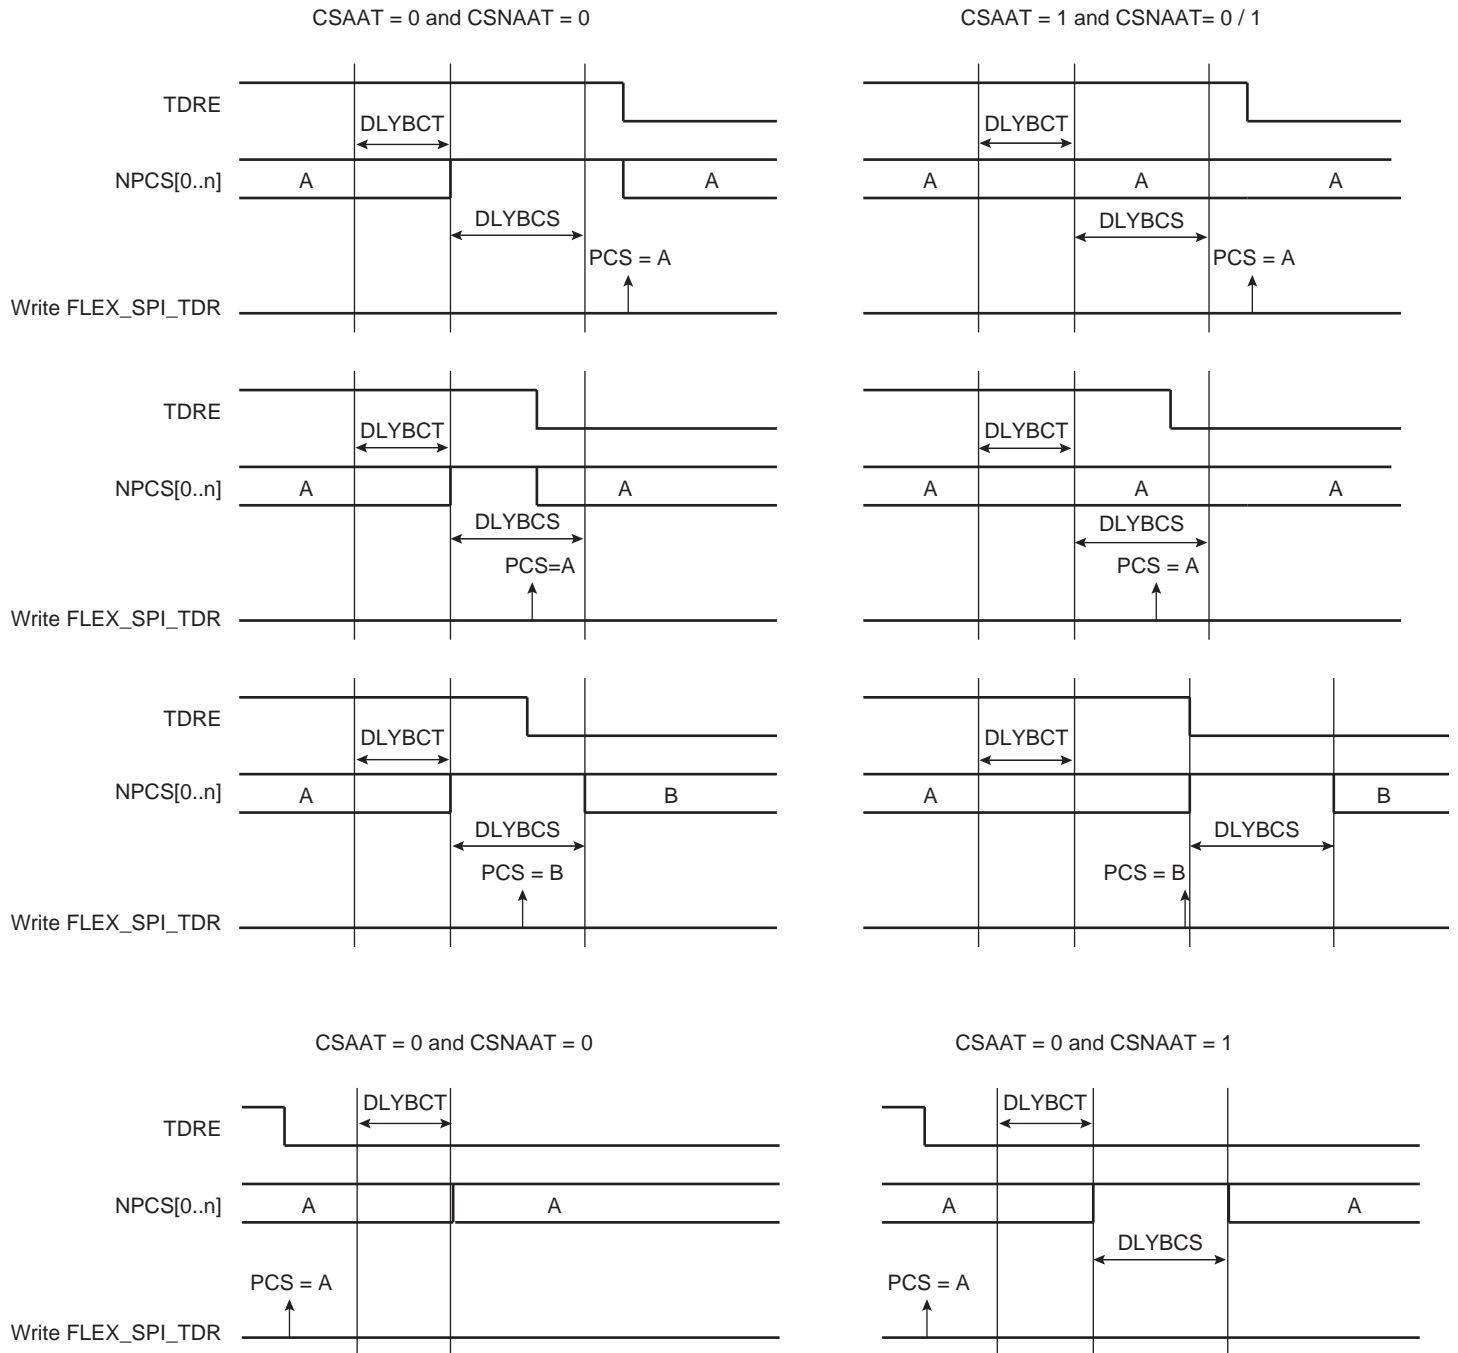 CSAAT = 0 and CSNAAT = 0
CSAAT = 1 and CSNAAT= 0 / 1
TDRE
DLYBCT
DLYBCT
NPCS[0..n]
A
A
A
A
A
DLYBCS
DLYBCS
PCS = A
PCS = A
Write FLEX_SPI_TDR
TDRE
DLYBCT
DLYBCT
NPCS[0..n]
A
A
A
A
A
DLYBCS
DLYBCS
PCS=A
PCS = A
Write FLEX_SPI_TDR
TDRE
DLYBCT
DLYBCT
NPCS[0..n]
A
B
A
B
DLYBCS
DLYBCS
PCS = B
PCS = B
Write FLEX_SPI_TDR
CSAAT = 0 and CSNAAT = 0
CSAAT = 0 and CSNAAT = 1
DLYBCT
DLYBCT
TDRE
NPCS[0..n]
A
A
A
A
DLYBCS
PCS = A
PCS = A
Write FLEX_SPI_TDR